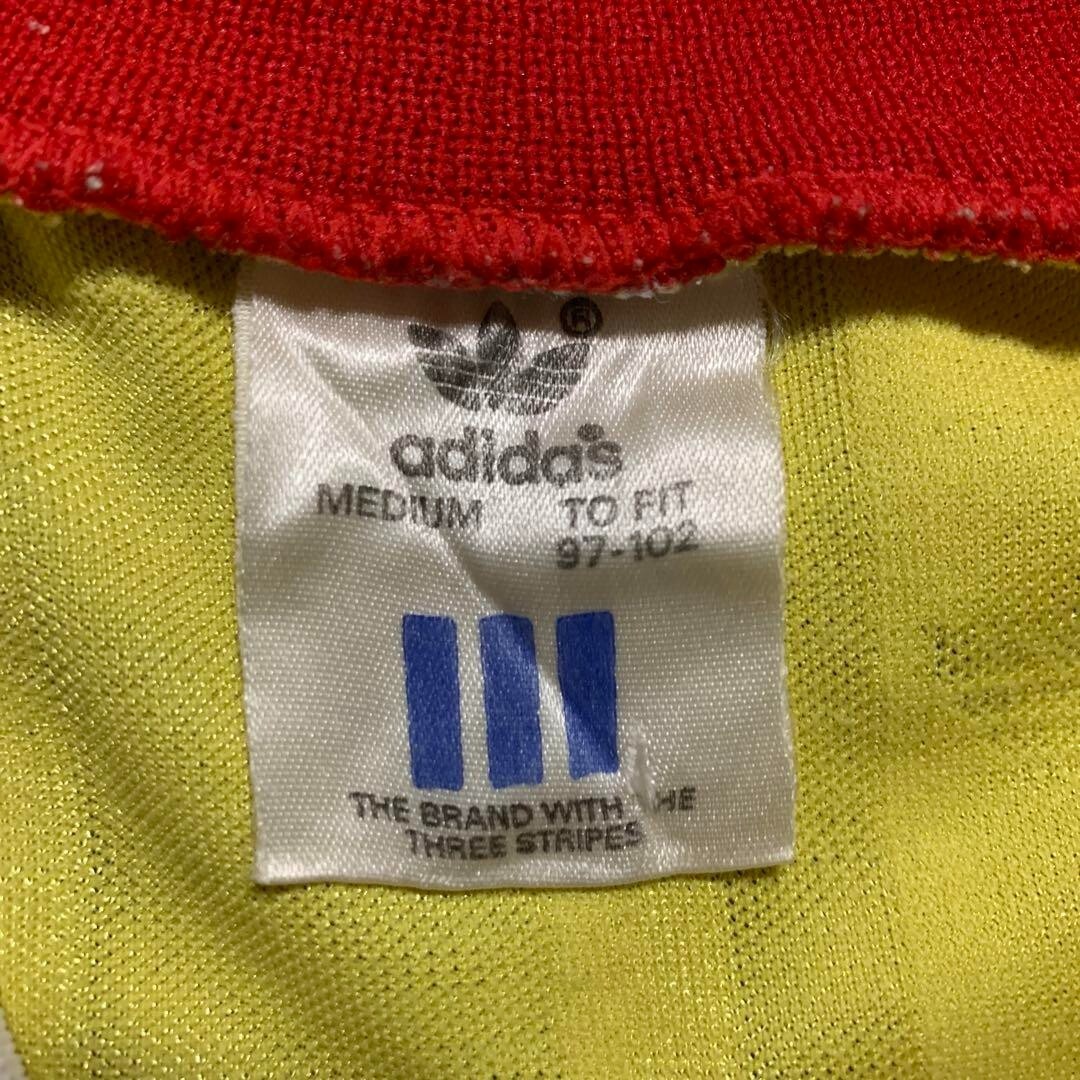 ®
adidas
MEDIUM TO FIT
97-102
THE BRAND WITH THE
THREE STRIPES